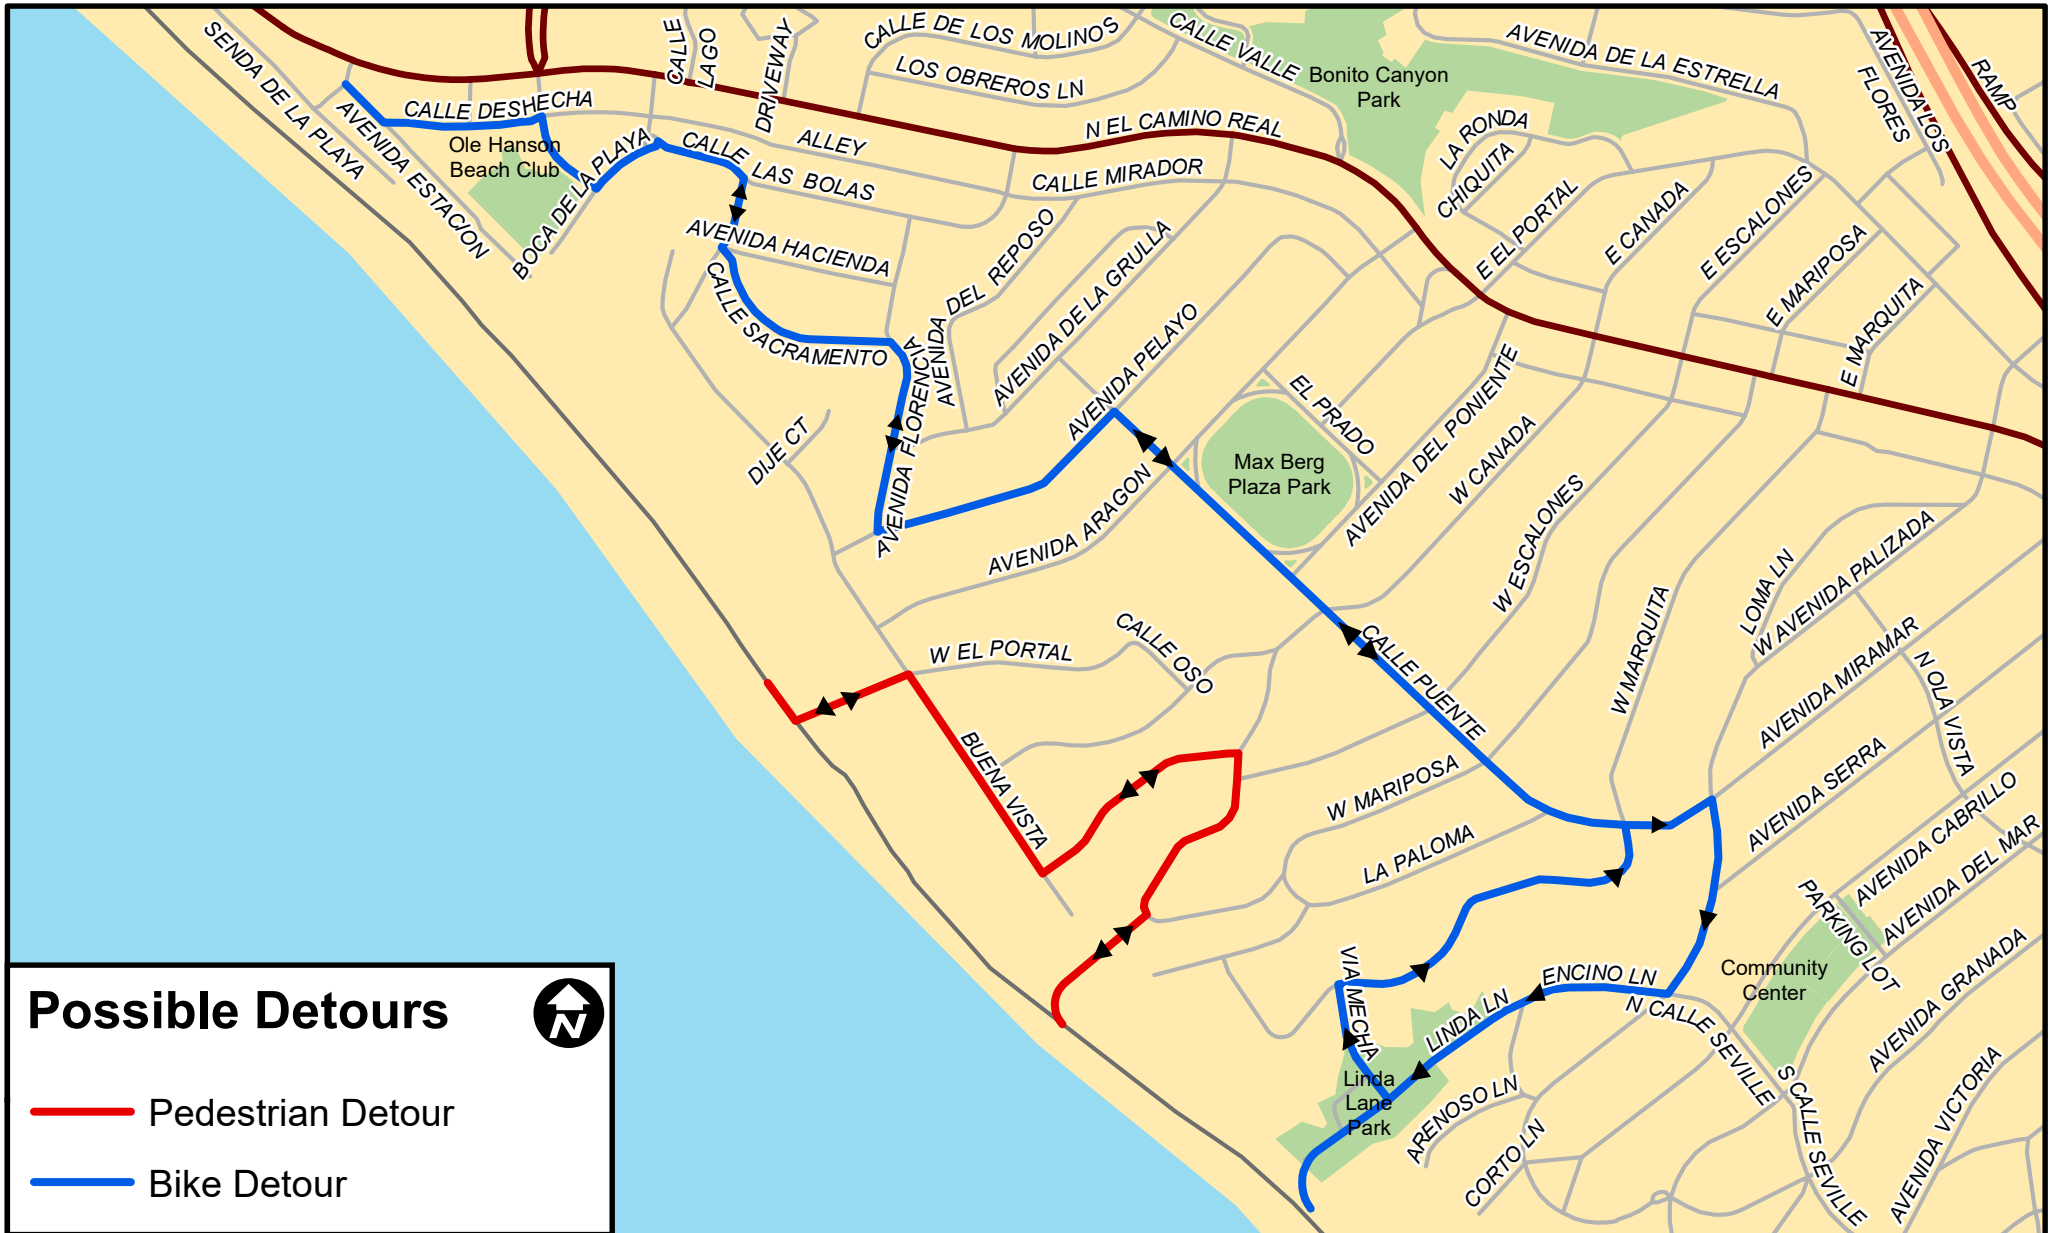 SENDA DE LA PLAYA
AVENIDA ESTACION
CALLE DESHECHA
Ole Hanson
Beach Club
BOCA DE LA PLAYA
CALLE
LAGO
DRIVEWAY
CALLE DE LOS MOLINOS
LOS OBREROS LN
CALLE VALLE
Bonito Canyon
Park
AVENIDA DE LA ESTRELLA
AVENIDA LOS
FLORES
RAMP
N EL CAMINO REAL
ALLEY
CALLE LAS BOLAS
CALLE MIRADOR
LA RONDA
CHIQUITA
E EL PORTAL
E CANADA
E ESCALONES
E MARIPOSA
E MARQUITA
AVENIDA HACIENDA
CALLE SACRAMENTO
AVENIDA DEL REPOSO
AVENIDA DE LA GRULLA
AVENIDA PELAYO
AVENIDA FLORENCIA
DIJE CT
EL PRADO
Max Berg
Plaza Park
AVENIDA DEL PONIENTE
W CANADA
W ESCALONES
AVENIDA ARAGON
W EL PORTAL
CALLE OSO
CALLE PUENTE
W MARQUITA
LOMA LN
W AVENIDA PALIZADA
AVENIDA MIRAMAR
N OLA VISTA
AVENIDA SERRA
AVENIDA CABRILLO
AVENIDA DEL MAR
PARKING LOT
AVENIDA GRANADA
AVENIDA VICTORIA
BUENA VISTA
W MARIPOSA
LA PALOMA
VIA MECHA
LINDA LN
ENCINO LN
N CALLE SEVILLE
S CALLE SEVILLE
Community
Center
Linda
Lane
Park
ARENOSO LN
CORTO LN
Possible Detours
N
Pedestrian Detour
Bike Detour